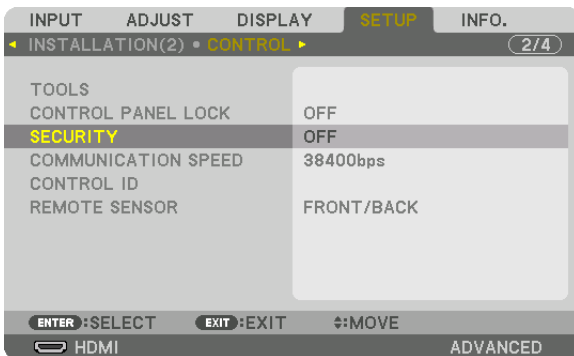 INPUT ADJUST DISPLAY SETUP INFO.
INSTALLATION(2) • CONTROL 2/4
TOOLS
CONTROL PANEL LOCK OFF
SECURITY OFF
COMMUNICATION SPEED 38400bps
CONTROL ID
REMOTE SENSOR FRONT/BACK
ENTER :SELECT EXIT :EXIT :MOVE
HDMI ADVANCED